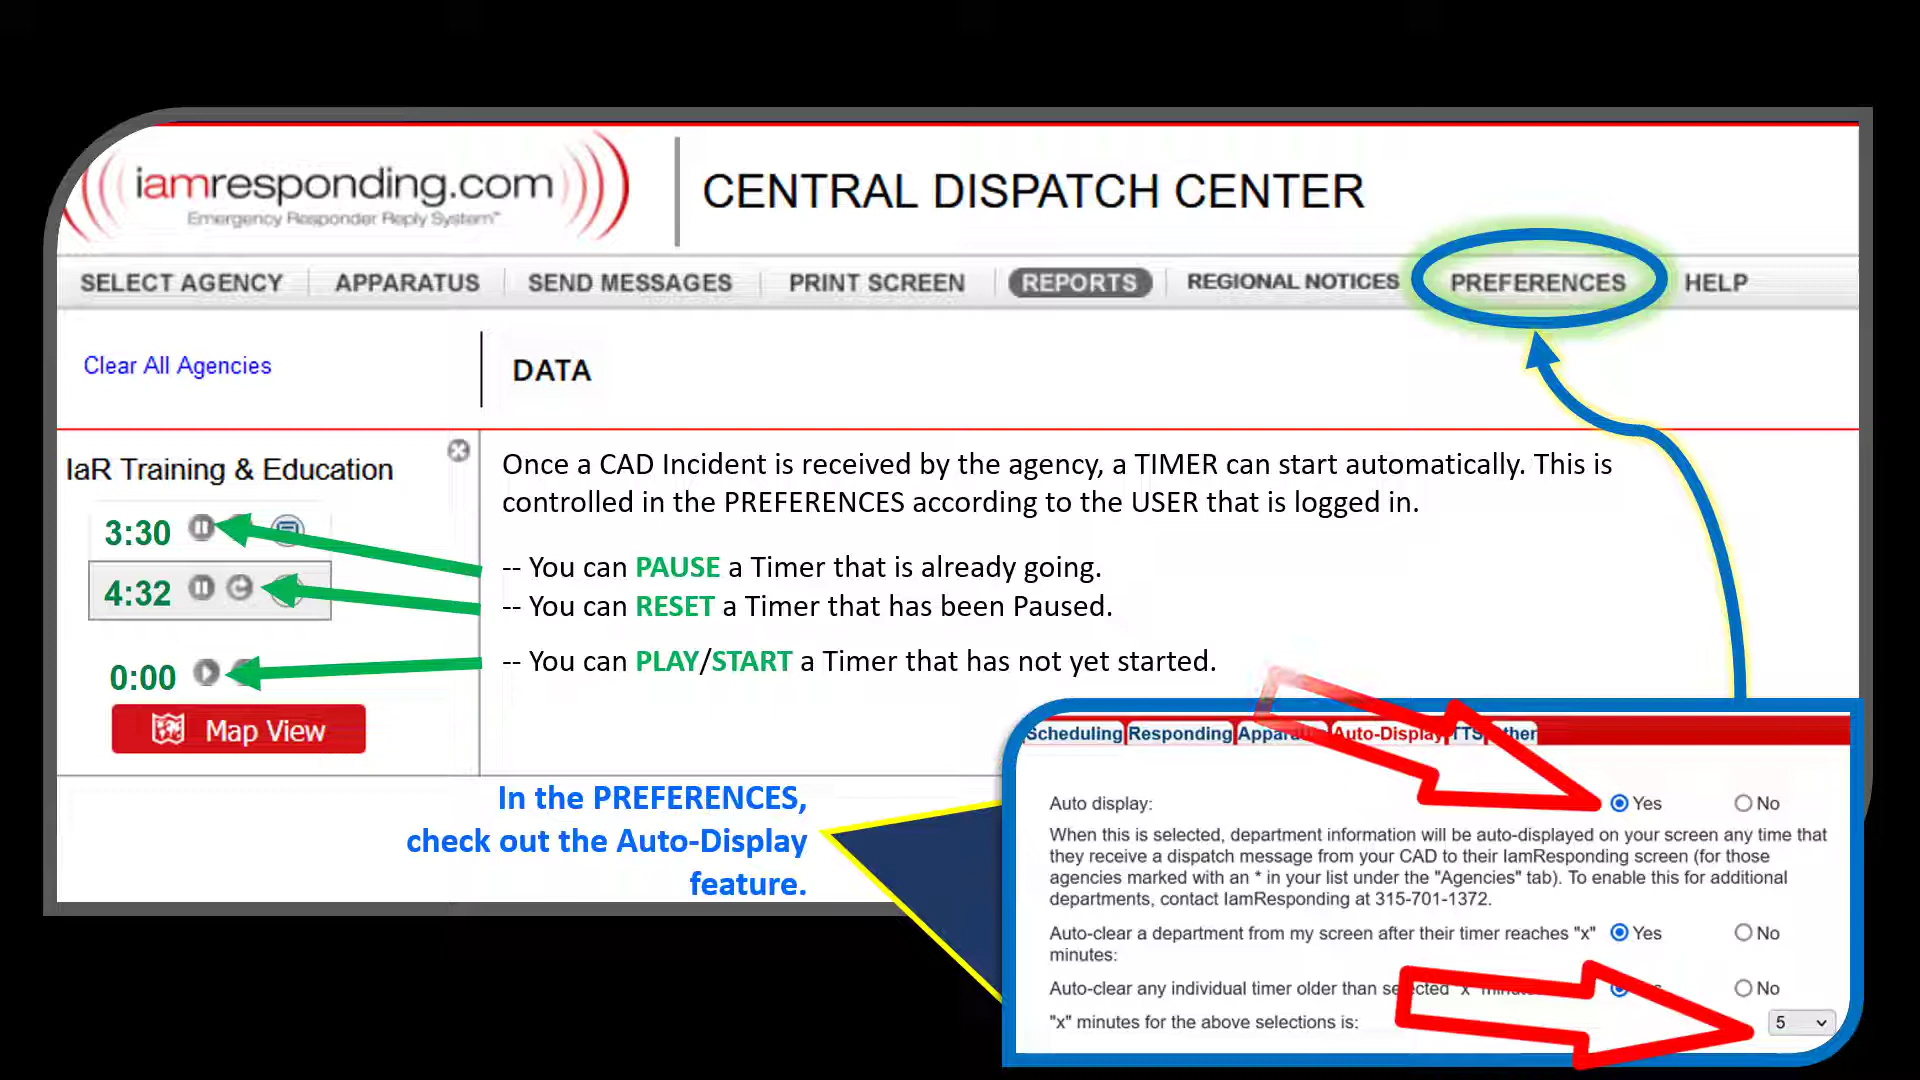 iamresponding.com
Emergency Responder Reply System™
CENTRAL DISPATCH CENTER
SELECT AGENCY APPARATUS SEND MESSAGES PRINT SCREEN REPORTS REGIONAL NOTICES PREFERENCES HELP
Clear All Agencies
DATA
IaR Training & Education
3:30
4:32
0:00
Map View
Once a CAD Incident is received by the agency, a TIMER can start automatically. This is
controlled in the PREFERENCES according to the USER that is logged in.
-- You can PAUSE a Timer that is already going.
-- You can RESET a Timer that has been Paused.
-- You can PLAY/START a Timer that has not yet started.
In the PREFERENCES,
check out the Auto-Display
feature.
Scheduling Responding Auto-Display TTS
Auto display: Yes No
When this is selected, department information will be auto-displayed on your screen any time that
they receive a dispatch message from your CAD to their IamResponding screen (for those
agencies marked with an * in your list under the "Agencies" tab). To enable this for additional
departments, contact IamResponding at 315-701-1372.
Auto-clear a department from my screen after their timer reaches "x" Yes No
minutes:
Auto-clear any individual timer older than "x" No
"x" minutes for the above selections is: 5